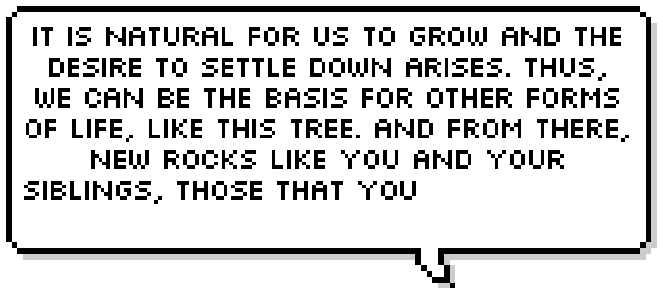 IT IS NATURAL FOR US TO GROW AND THE
DESIRE TO SETTLE DOWN ARISES. THUS,
WE CAN BE THE BASIS FOR OTHER FORMS
OF LIFE, LIKE THIS TREE. AND FROM THERE,
NEW ROCKS LIKE YOU AND YOUR
SIBLINGS, THOSE THAT YOU